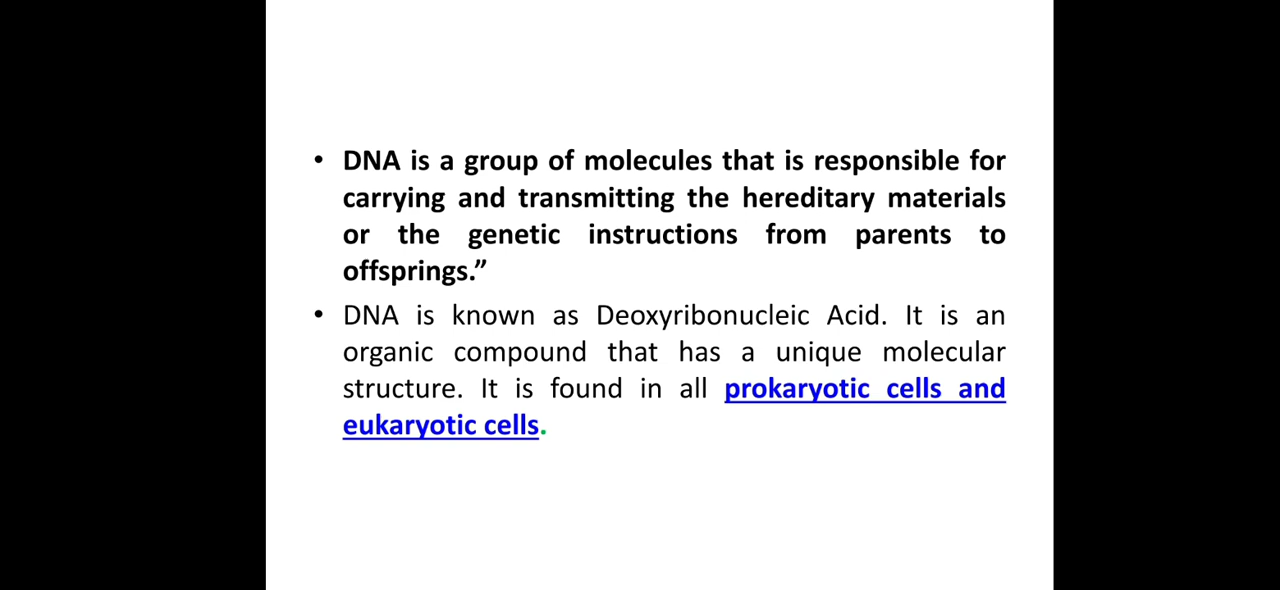 • DNA is a group of molecules that is responsible for
carrying and transmitting the hereditary materials
or the genetic instructions from parents to
offsprings.”
• DNA is known as Deoxyribonucleic Acid. It is an
organic compound that has a unique molecular
structure. It is found in all prokaryotic cells and
eukaryotic cells.